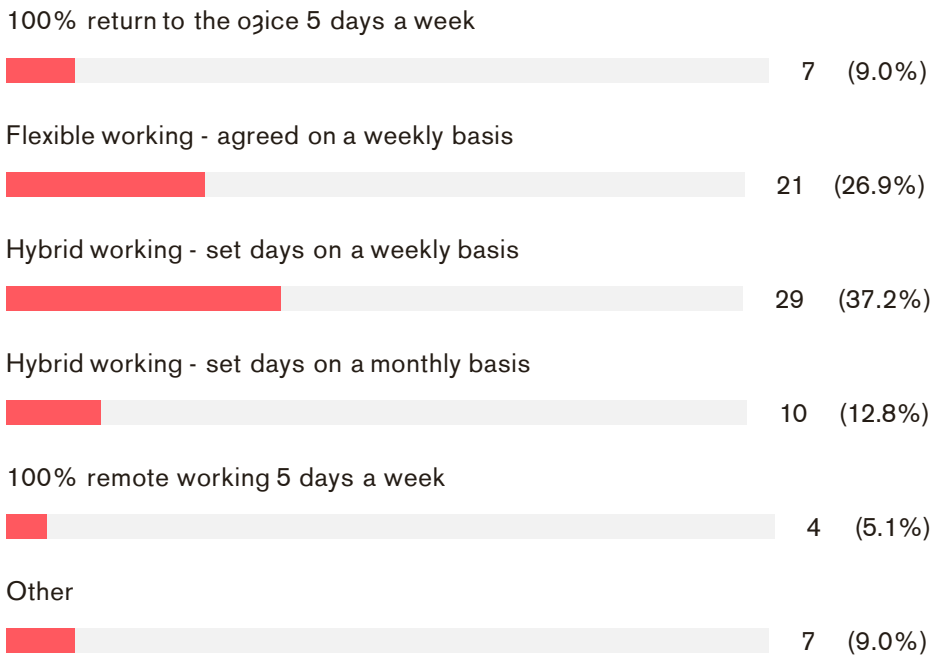 100% return to the o3ice 5 days a week
7 (9.0%)
Flexible working - agreed on a weekly basis
21 (26.9%)
Hybrid working - set days on a weekly basis
29 (37.2%)
Hybrid working - set days on a monthly basis
10 (12.8%)
100% remote working 5 days a week
4 (5.1%)
Other
7 (9.0%)